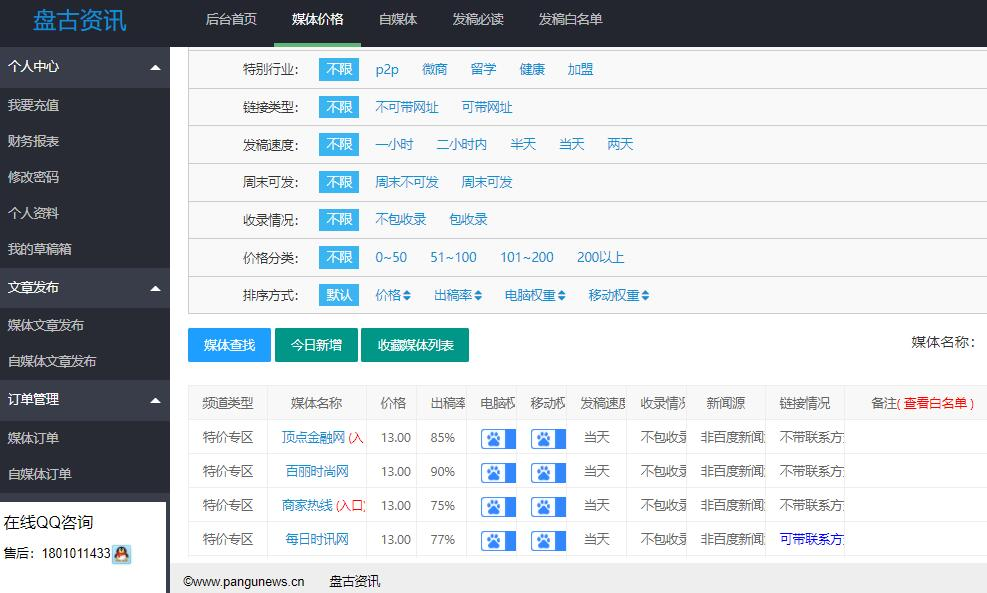 盘古资讯
后台首页 媒体价格 自媒体 发稿必读 发稿白名单
个人中心
我要充值
财务报表
修改密码
个人资料
我的草稿箱
文章发布
媒体文章发布
自媒体文章发布
订单管理
媒体订单
自媒体订单
在线QQ咨询
售后：1801011433
特别行业： 不限 p2p 微商 留学 健康 加盟
链接类型： 不限 不可带网址 可带网址
发稿速度： 不限 一小时 二小时内 半天 当天 两天
周末可发： 不限 周末不可发 周末可发
收录情况： 不限 不包收录 包收录
价格分类： 不限 0~50 51~100 101~200 200以上
排序方式： 默认 价格 出稿率 电脑权重 移动权重
媒体查找 今日新增 收藏媒体列表 媒体名称：
频道类型 媒体名称 价格 出稿率 电脑权 移动权 发稿速度 收录情况 新闻源 链接情况 备注( 查看白名单 )
特价专区 顶点金融网 (入 13.00 85% 当天 不包收录 非百度新闻 不带联系方
特价专区 百丽时尚网 13.00 90% 当天 不包收录 非百度新闻 不带联系方
特价专区 商家热线 (入口) 13.00 75% 当天 不包收录 非百度新闻 不带联系方
特价专区 每日时讯网 13.00 77% 当天 不包收录 非百度新闻 可带联系方
©www.pangunews.cn 盘古资讯